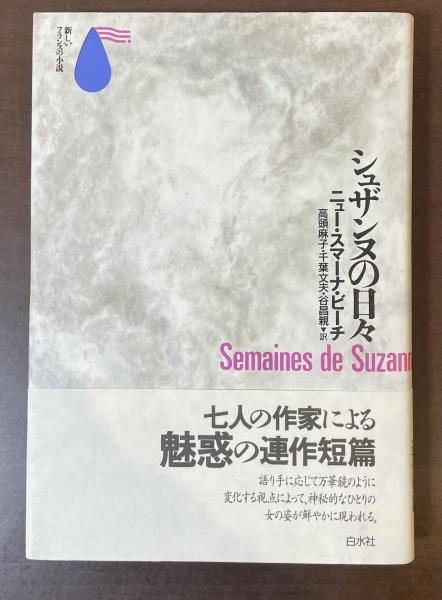 新しい
フランスの小説
シュザンヌの日々
ニュー・スマーナ・ビーチ
高頭麻子・千葉文夫・谷昌親▼訳
Semaines de Suzann
七人の作家による
魅惑の連作短篇
語り手に応じて万華鏡のように
変化する視点によって、神秘的なひとりの
女の姿が鮮やかに現われる。
白水社